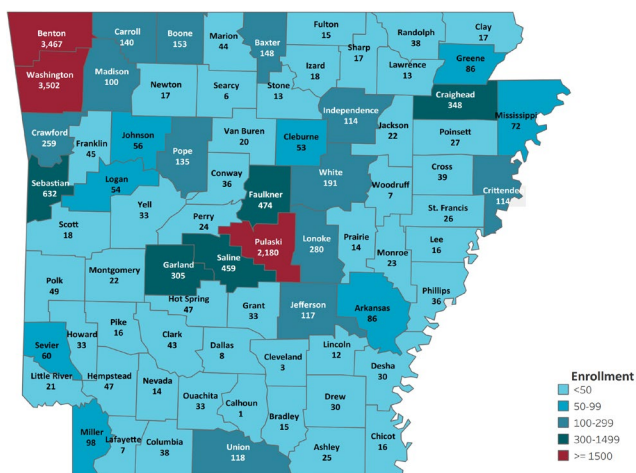 Benton
3,467
Carroll
140
Boone
153
Marion
44
Baxter
148
Fulton
15
Sharp
17
Randolph
38
Clay
17
Washington
3,502
Madison
100
Newton
17
Searcy
6
Stone
13
Izard
18
Lawrence
13
Greene
86
Craighead
348
Mississippi
72
Independence
114
Jackson
22
Poinsett
27
Crawford
259
Franklin
45
Johnson
56
Pope
135
Van Buren
20
Cleburne
53
Sebastian
632
Logan
54
Conway
36
White
191
Woodruff
7
Cross
39
Crittenden
114
Faulkner
474
Yell
33
Perry
24
Scott
18
St. Francis
26
Pulaski
2,180
Lonoke
280
Prairie
14
Monroe
23
Lee
16
Garland
305
Saline
459
Montgomery
22
Polk
49
Hot Spring
47
Grant
33
Jefferson
117
Arkansas
86
Phillips
36
Pike
16
Howard
33
Clark
43
Dallas
8
Cleveland
3
Lincoln
12
Desha
30
Sevier
60
Little River
21
Hempstead
47
Nevada
14
Ouachita
33
Calhoun
1
Bradley
15
Drew
30
Miller
98
Lafayette
7
Columbia
38
Union
118
Ashley
25
Chicot
16
Enrollment
<50
50-99
100-299
300-1499
>= 1500